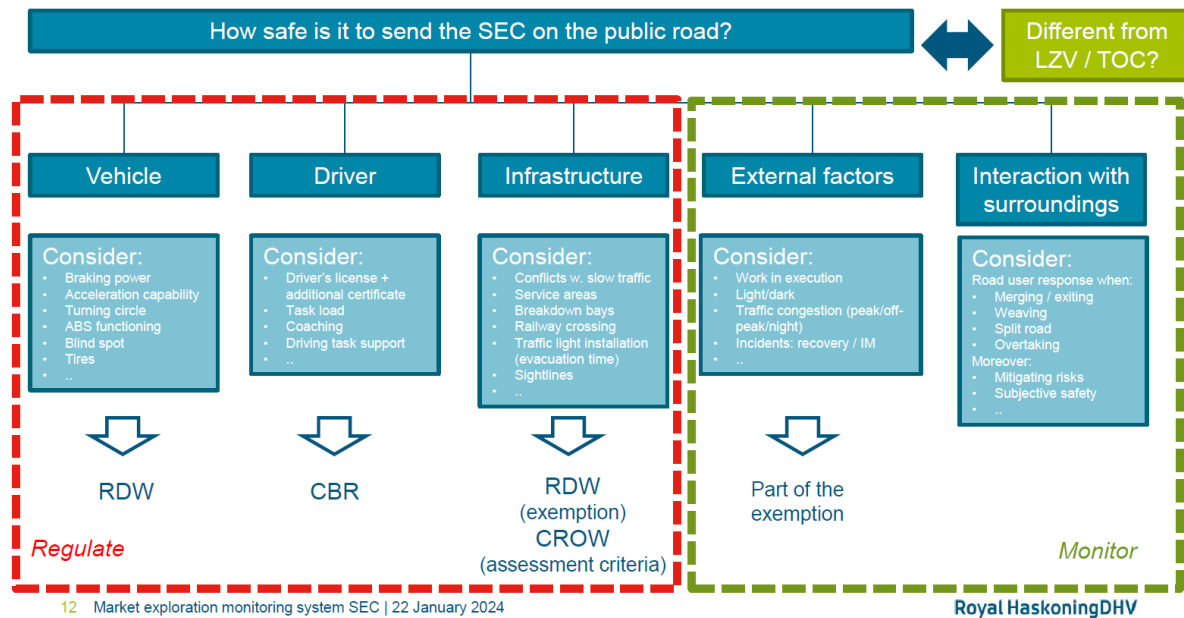 How safe is it to send the SEC on the public road?
Different from
LZV / TOC?
Vehicle
Consider:
• Braking power
• Acceleration capability
• Turning circle
• ABS functioning
• Blind spot
• Tires
• ..
RDW
Driver
Consider:
• Driver's license +
additional certificate
• Task load
• Coaching
• Driving task support
• ..
CBR
Infrastructure
Consider:
• Conflicts w. slow traffic
• Service areas
• Breakdown bays
• Railway crossing
• Traffic light installation
(evacuation time)
• Sightlines
• ..
RDW
(exemption)
CROW
(assessment criteria)
Regulate
External factors
Consider:
• Work in execution
• Light/dark
• Traffic congestion (peak/off-
peak/night)
• Incidents: recovery / IM
• ..
Part of the
exemption
Interaction with
surroundings
Consider:
Road user response when:
• Merging / exiting
• Weaving
• Split road
• Overtaking
Moreover:
• Mitigating risks
• Subjective safety
• ..
Monitor
12 Market exploration monitoring system SEC | 22 January 2024
Royal HaskoningDHV